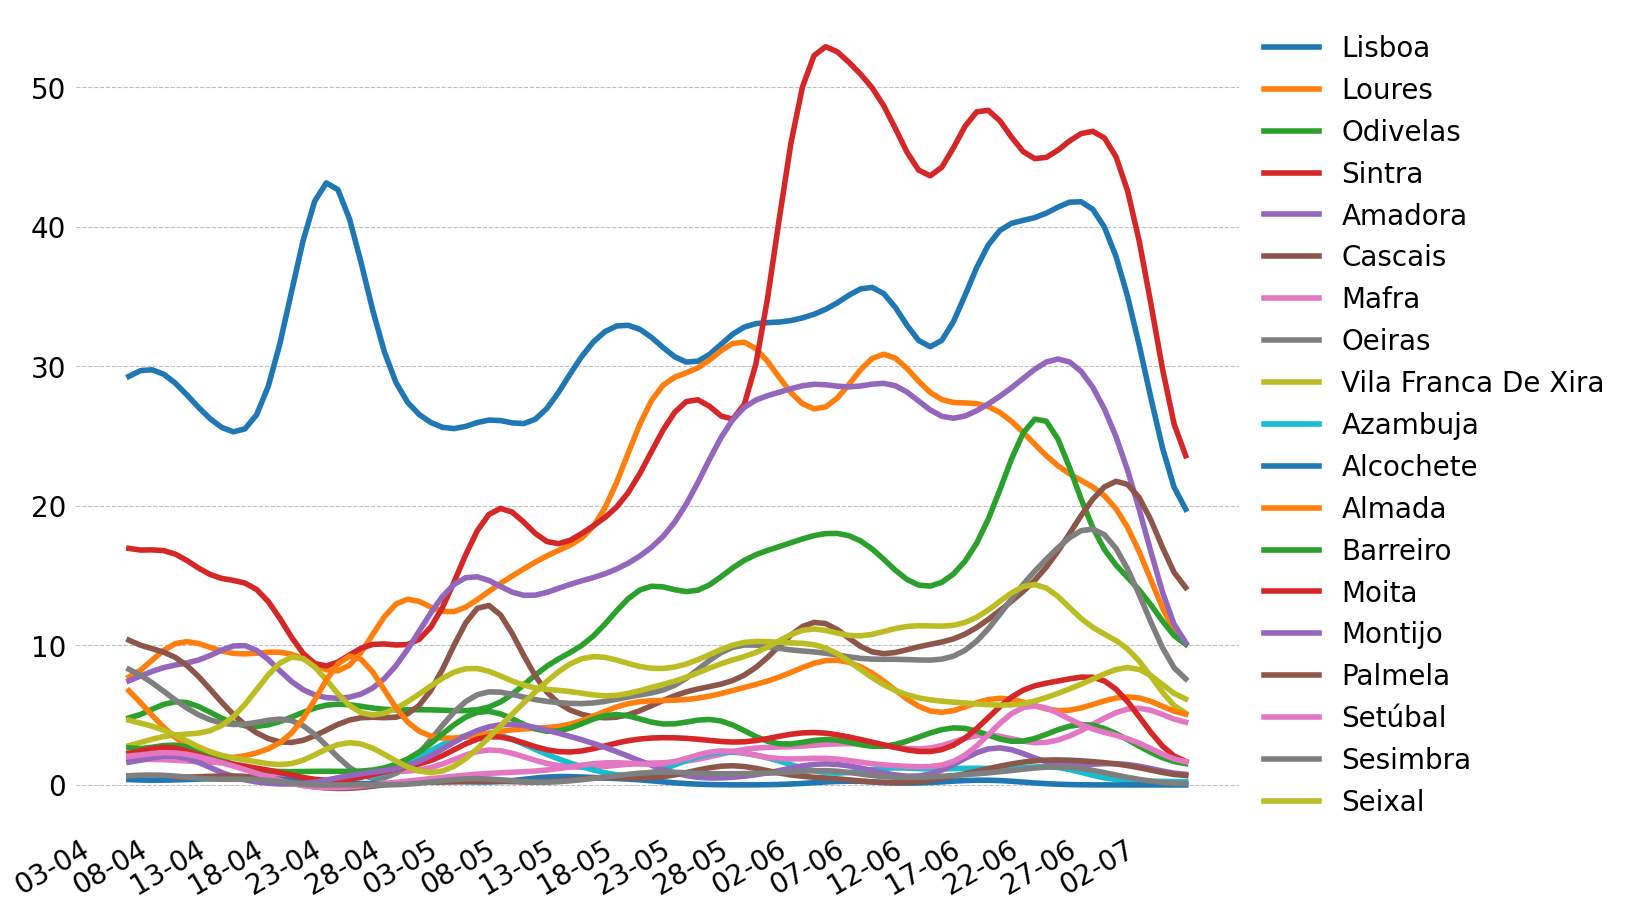 50
40
30
20
10
0
03-04
08-04
13-04
18-04
23-04
28-04
03-05
08-05
13-05
18-05
23-05
28-05
02-06
07-06
12-06
17-06
22-06
27-06
02-07
Lisboa
Loures
Odivelas
Sintra
Amadora
Cascais
Mafra
Oeiras
Vila Franca De Xira
Azambuja
Alcochete
Almada
Barreiro
Moita
Montijo
Palmela
Setúbal
Sesimbra
Seixal